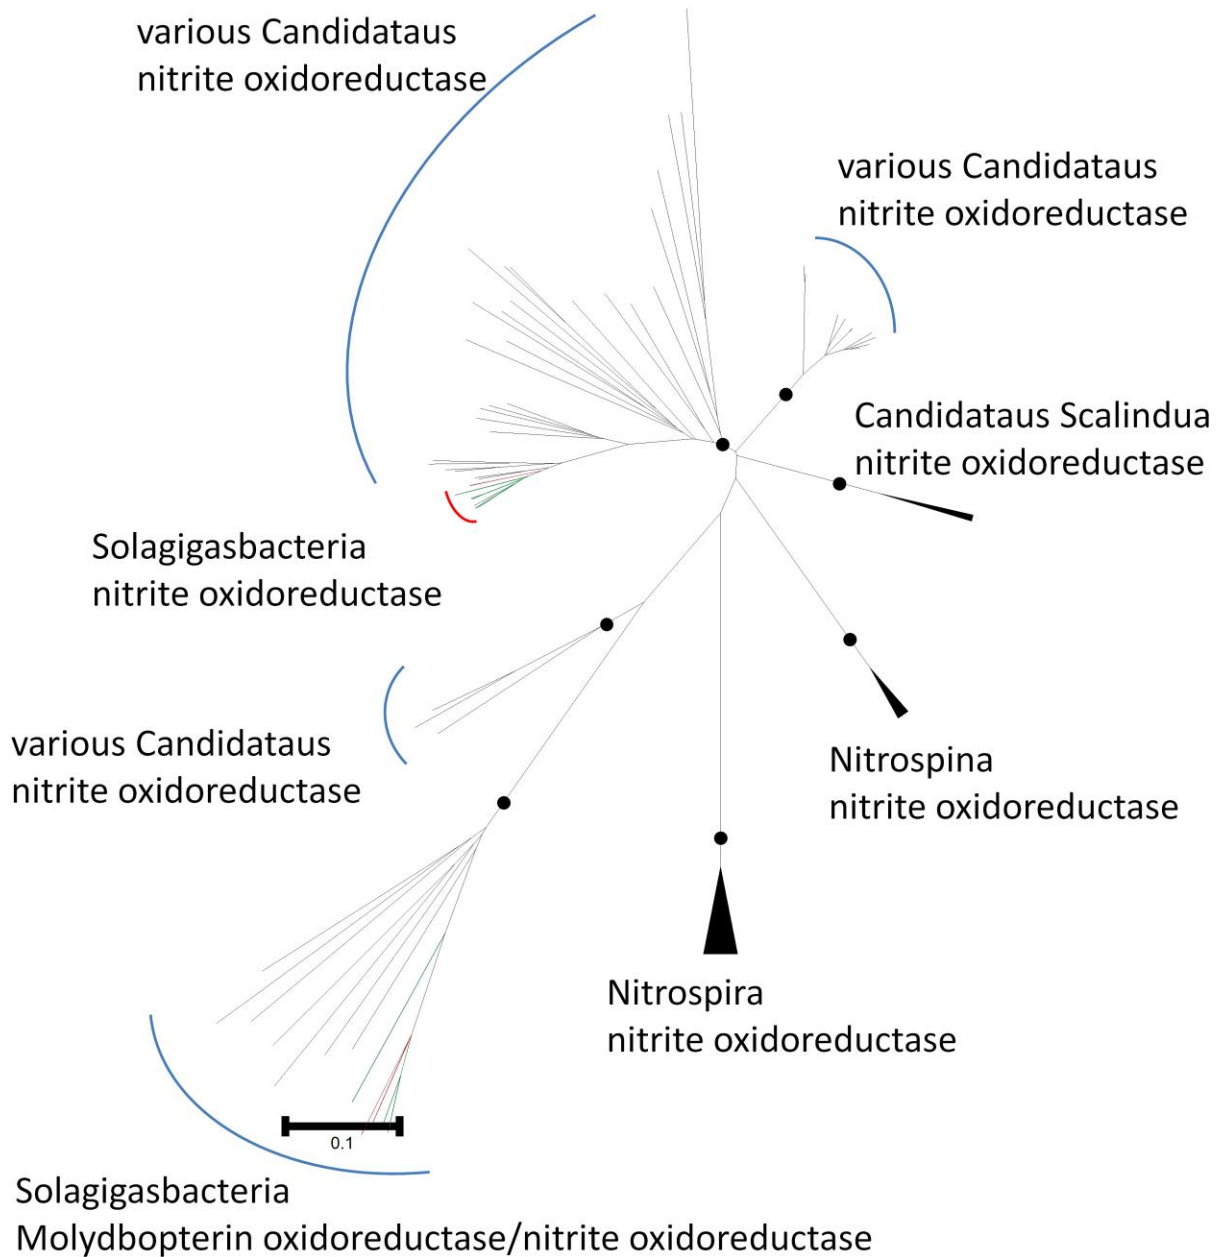 various Candidataus
nitrite oxidoreductase
various Candidataus
nitrite oxidoreductase
Candidataus Scalindua
nitrite oxidoreductase
Solagigasbacteria
nitrite oxidoreductase
various Candidataus
nitrite oxidoreductase
Nitrospina
nitrite oxidoreductase
Nitrospira
nitrite oxidoreductase
0.1
Solagigasbacteria
Molydbopterin oxidoreductase/nitrite oxidoreductase